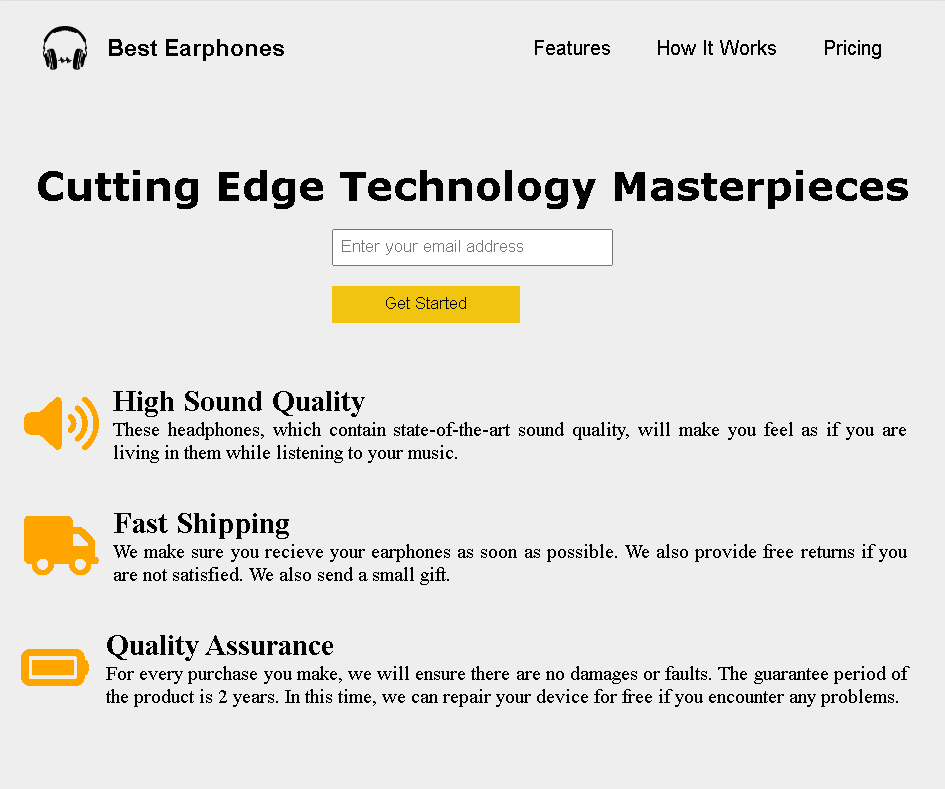 Best Earphones
Features
How It Works
Pricing
Cutting Edge Technology Masterpieces
Enter your email address
Get Started
High Sound Quality
These headphones, which contain state-of-the-art sound quality, will make you feel as if you are
living in them while listening to your music.
Fast Shipping
We make sure you recieve your earphones as soon as possible. We also provide free returns if you
are not satisfied. We also send a small gift.
Quality Assurance
For every purchase you make, we will ensure there are no damages or faults. The guarantee period of
the product is 2 years. In this time, we can repair your device for free if you encounter any problems.